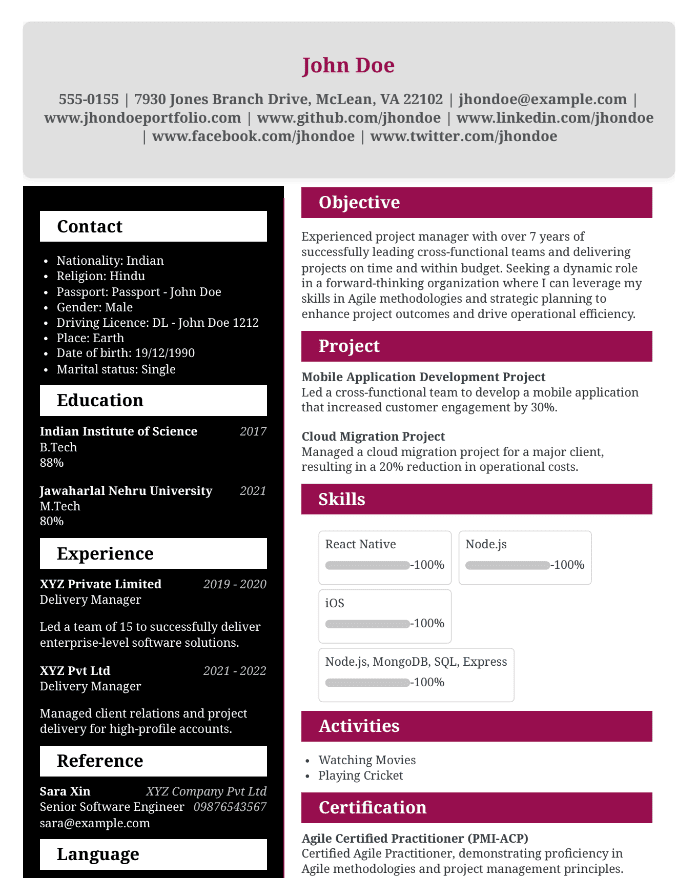 John Doe
555-0155 | 7930 Jones Branch Drive, McLean, VA 22102 | jhondoe@example.com |
www.jhondoeportfolio.com | www.github.com/jhondoe | www.linkedin.com/jhondoe
| www.facebook.com/jhondoe | www.twitter.com/jhondoe
Contact
• Nationality: Indian
• Religion: Hindu
• Passport: Passport - John Doe
• Gender: Male
• Driving Licence: DL - John Doe 1212
• Place: Earth
• Date of birth: 19/12/1990
• Marital status: Single
Education
Indian Institute of Science 2017
B.Tech
88%
Jawaharlal Nehru University 2021
M.Tech
80%
Experience
XYZ Private Limited 2019 - 2020
Delivery Manager
Led a team of 15 to successfully deliver
enterprise-level software solutions.
XYZ Pvt Ltd 2021 - 2022
Delivery Manager
Managed client relations and project
delivery for high-profile accounts.
Reference
Sara Xin XYZ Company Pvt Ltd
Senior Software Engineer 09876543567
sara@example.com
Language
Objective
Experienced project manager with over 7 years of
successfully leading cross-functional teams and delivering
projects on time and within budget. Seeking a dynamic role
in a forward-thinking organization where I can leverage my
skills in Agile methodologies and strategic planning to
enhance project outcomes and drive operational efficiency.
Project
Mobile Application Development Project
Led a cross-functional team to develop a mobile application
that increased customer engagement by 30%.
Cloud Migration Project
Managed a cloud migration project for a major client,
resulting in a 20% reduction in operational costs.
Skills
React Native
-100%
Node.js
-100%
iOS
-100%
Node.js, MongoDB, SQL, Express
-100%
Activities
• Watching Movies
• Playing Cricket
Certification
Agile Certified Practitioner (PMI-ACP)
Certified Agile Practitioner, demonstrating proficiency in
Agile methodologies and project management principles.